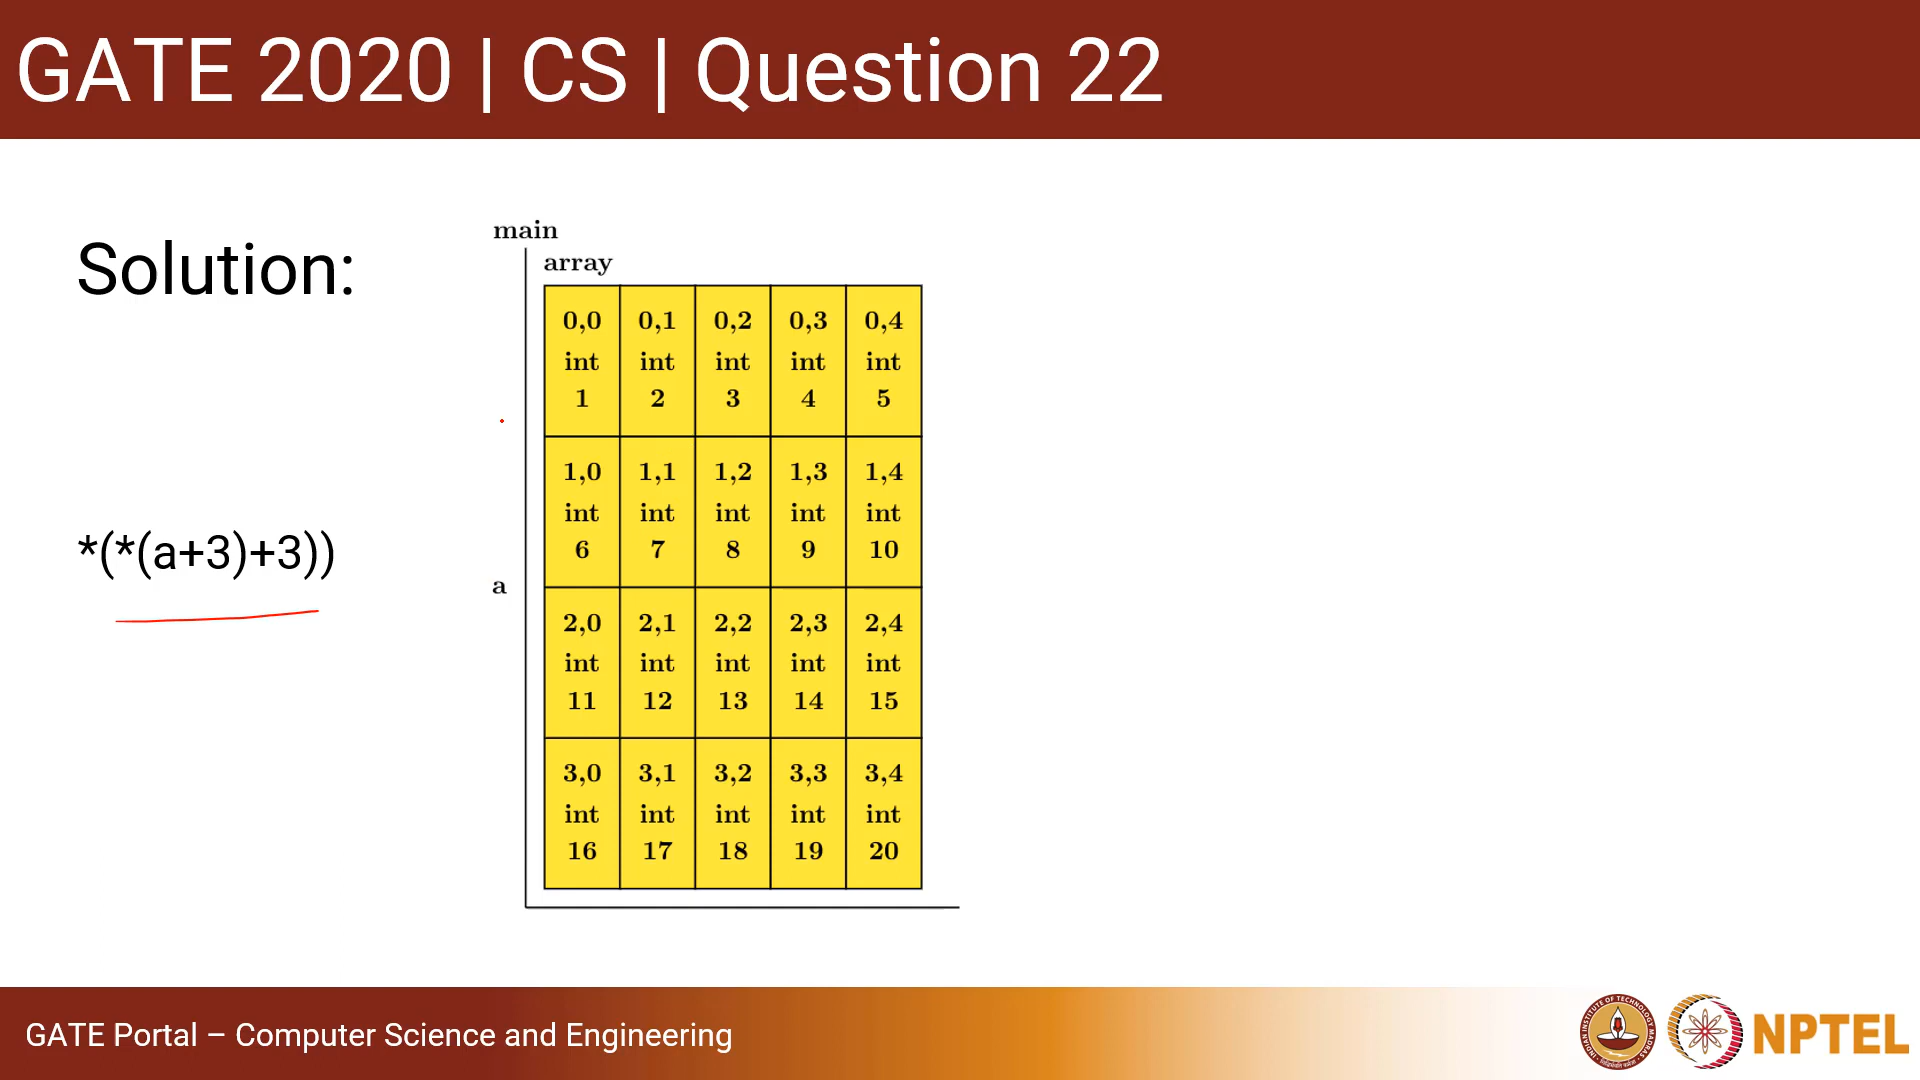 GATE 2020 | CS | Question 22
Solution:
*(*(a+3)+3))
main
array
a
0,0 0,1 0,2 0,3 0,4
int int int int int
1 2 3 4 5
1,0 1,1 1,2 1,3 1,4
int int int int int
6 7 8 9 10
2,0 2,1 2,2 2,3 2,4
int int int int int
11 12 13 14 15
3,0 3,1 3,2 3,3 3,4
int int int int int
16 17 18 19 20
GATE Portal – Computer Science and Engineering
INDIAN INSTITUTE OF TECHNOLOGY MADRAS
NPTEL